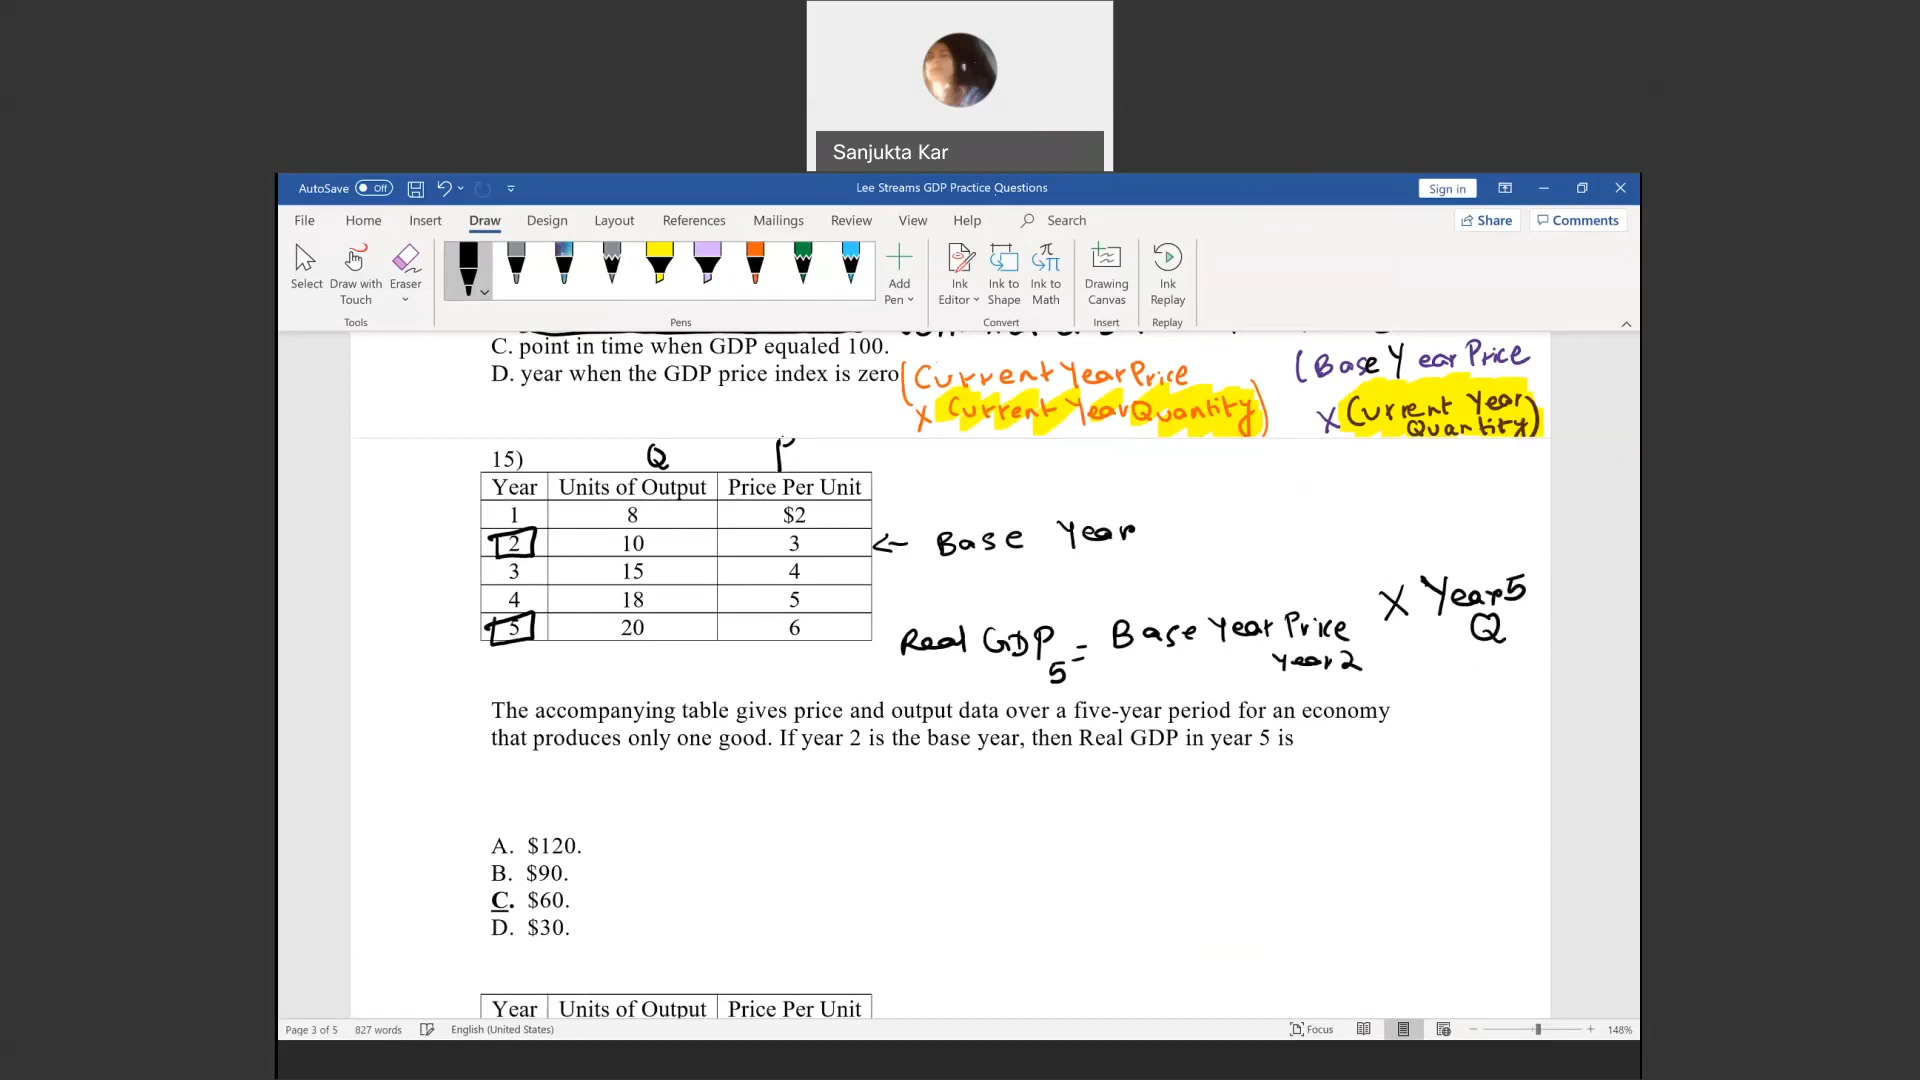 Sanjukta Kar
AutoSave Off
Lee Streams GDP Practice Questions
Sign in
File Home Insert Draw Design Layout References Mailings Review View Help Search
Share Comments
Select Draw with Touch Eraser
Add Pen
Ink Editor Ink to Shape Ink to Math
Drawing Canvas
Ink Replay
Tools Pens Convert Insert Replay
C. point in time when GDP equaled 100.
D. year when the GDP price index is zero
(Current Year Price
X Current Year Quantity)
(Base Year Price
X (Current Year
Quantity)
15) Q P
Year Units of Output Price Per Unit
1 8 $2
2 10 3 ← Base Year
3 15 4
4 18 5
5 20 6
Real GDP5 = Base Year Price X Year 5
Year 2 Q
The accompanying table gives price and output data over a five-year period for an economy
that produces only one good. If year 2 is the base year, then Real GDP in year 5 is
A. $120.
B. $90.
C. $60.
D. $30.
Year Units of Output Price Per Unit
Page 3 of 5 827 words English (United States) Focus 148%